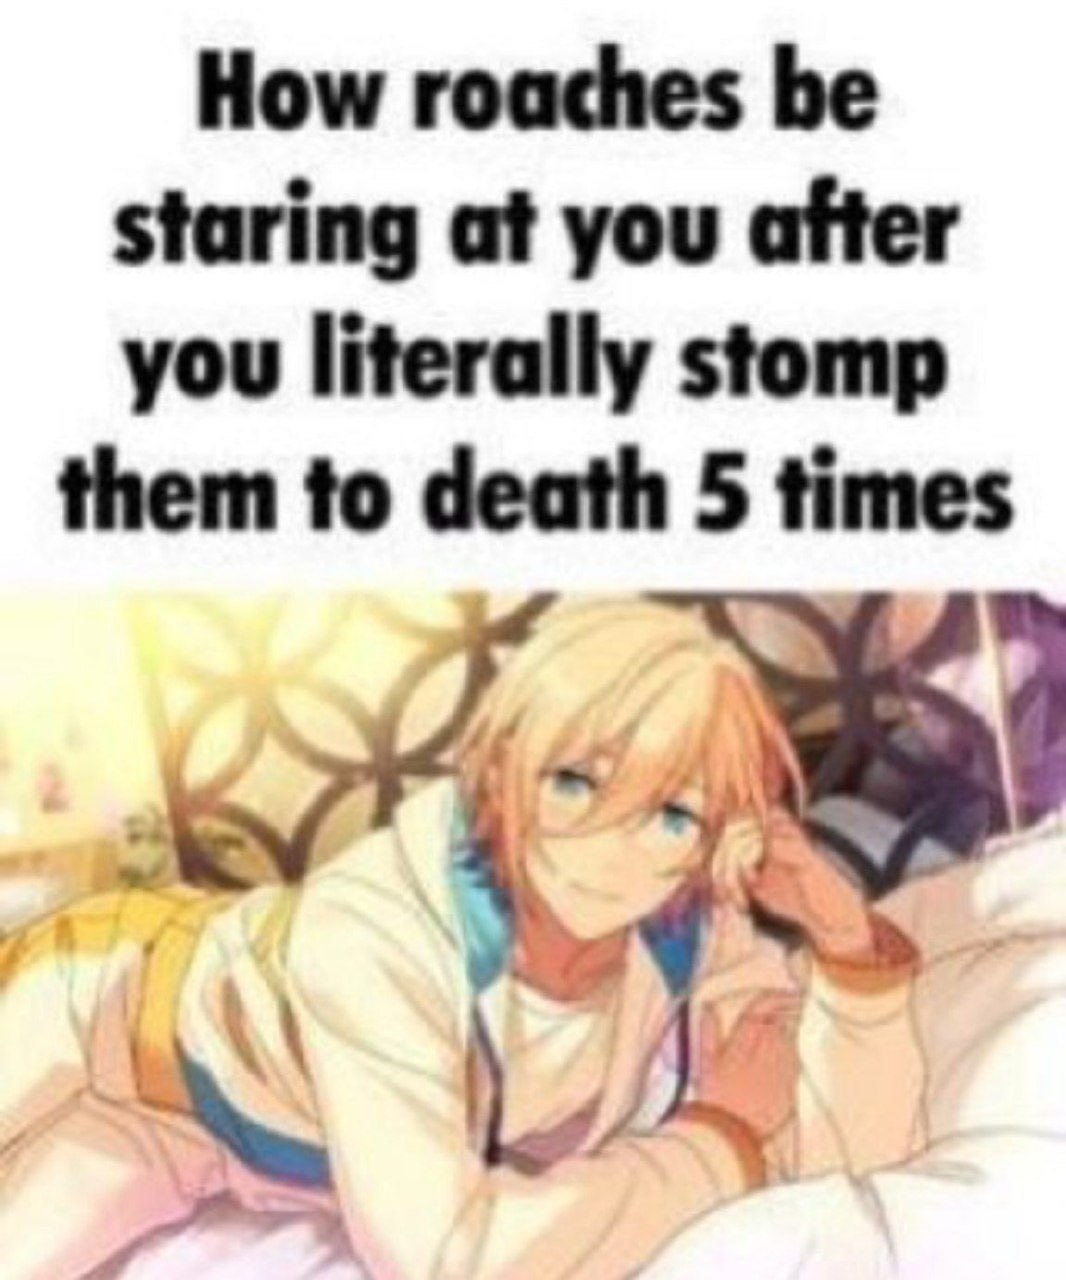 How roaches be
staring at you after
you literally stomp
them to death 5 times